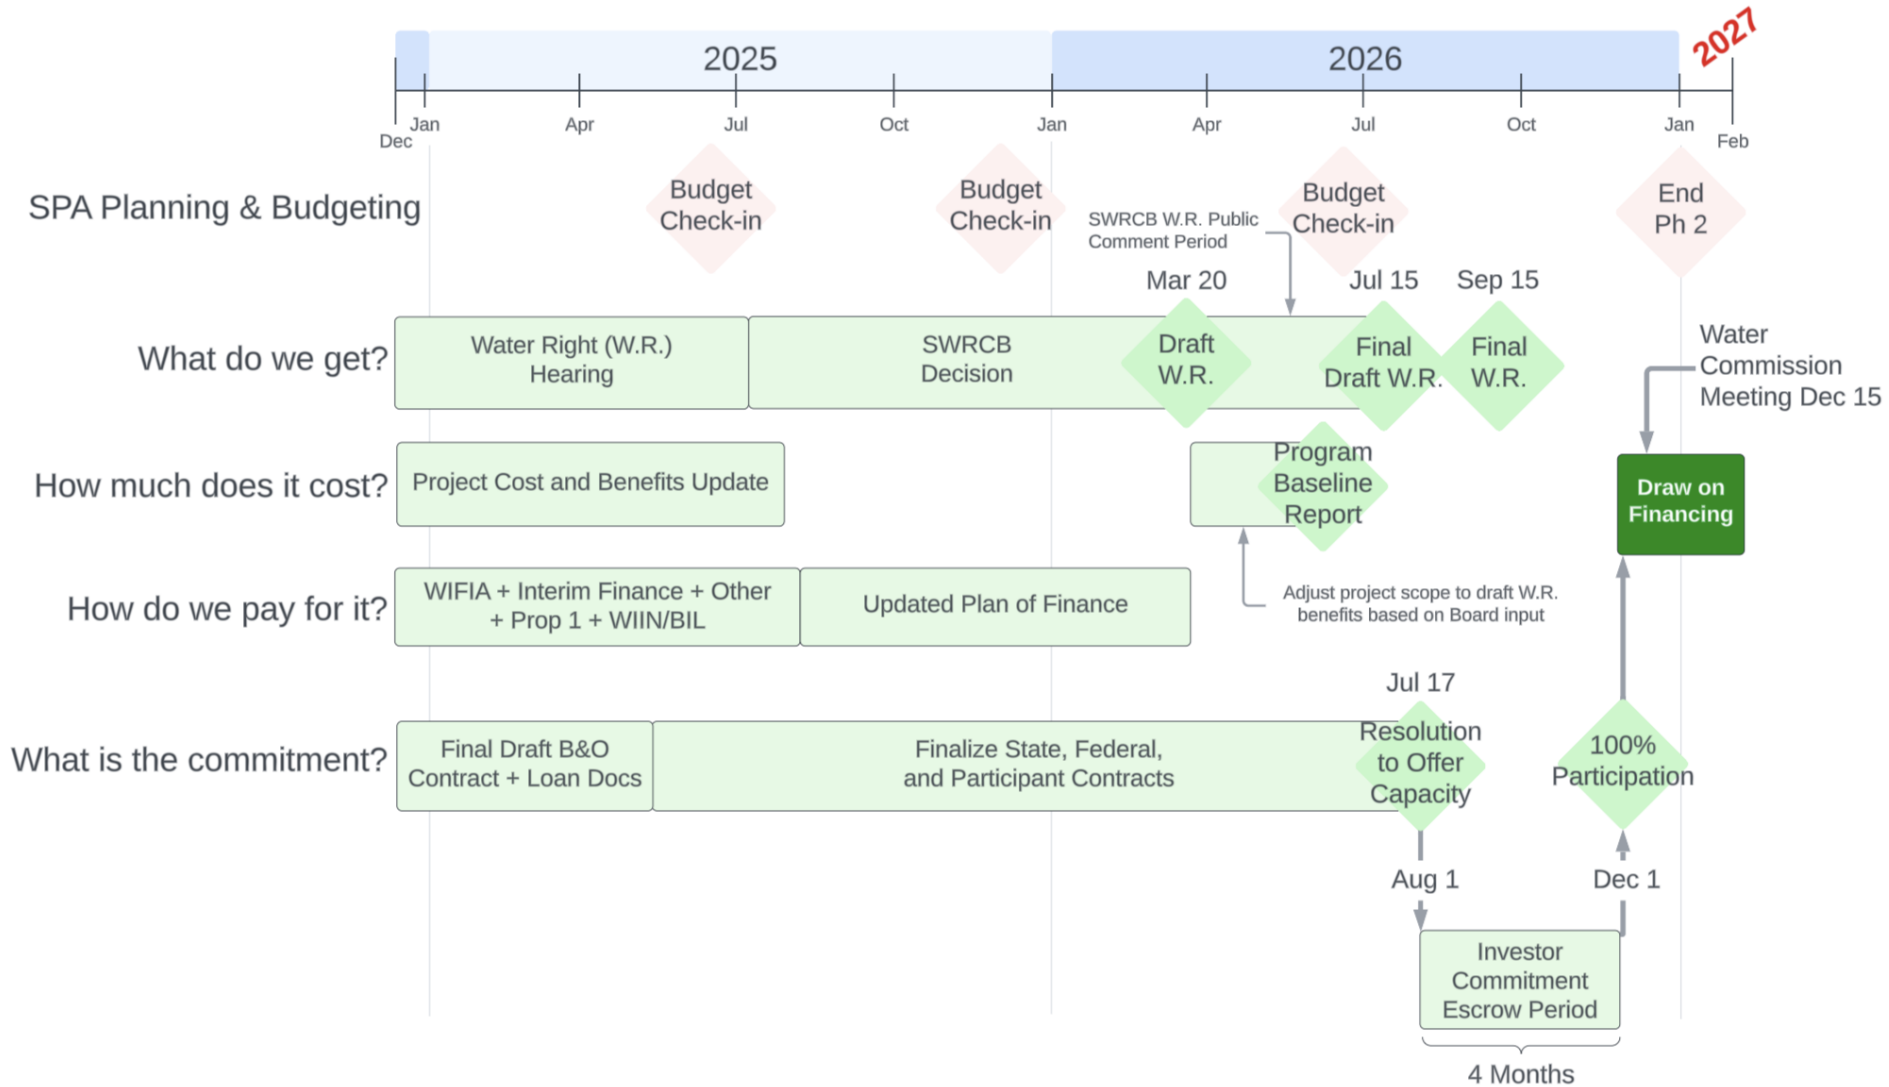 2025
2026
2027
Dec
Jan
Apr
Jul
Oct
Jan
Apr
Jul
Oct
Jan
Feb
SPA Planning & Budgeting
Budget
Check-in
Budget
Check-in
SWRCB W.R. Public
Comment Period
Budget
Check-in
End
Ph 2
Mar 20
Jul 15
Sep 15
What do we get?
Water Right (W.R.)
Hearing
SWRCB
Decision
Draft
W.R.
Final
Draft W.R.
Final
W.R.
Water
Commission
Meeting Dec 15
How much does it cost?
Project Cost and Benefits Update
Program
Baseline
Report
Draw on
Financing
How do we pay for it?
WIFIA + Interim Finance + Other
+ Prop 1 + WIIN/BIL
Updated Plan of Finance
Adjust project scope to draft W.R.
benefits based on Board input
Jul 17
What is the commitment?
Final Draft B&O
Contract + Loan Docs
Finalize State, Federal,
and Participant Contracts
Resolution
to Offer
Capacity
100%
Participation
Aug 1
Dec 1
Investor
Commitment
Escrow Period
4 Months